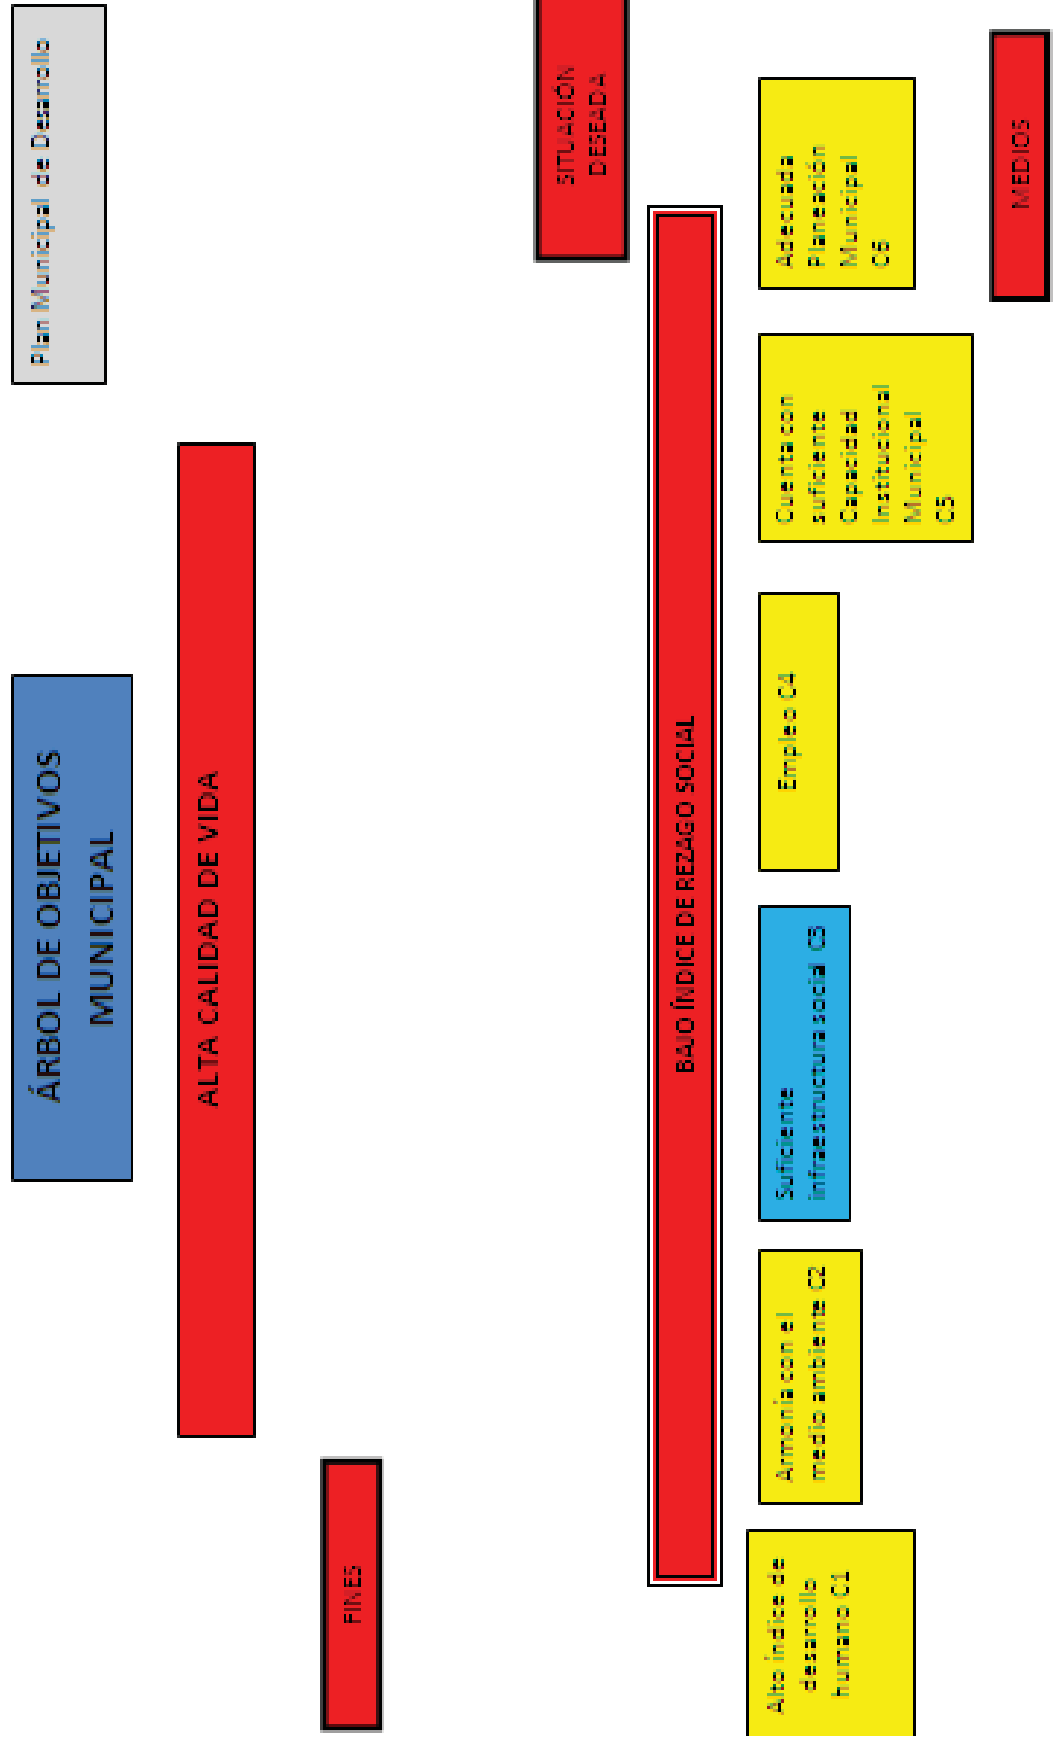 ÁRBOL DE OBJETIVOS
MUNICIPAL
Plan Municipal de Desarrollo
ALTA CALIDAD DE VIDA
FINES
SITUACIÓN
DESEADA
BAJO ÍNDICE DE REZAGO SOCIAL
Alto índice de
desarrollo
humano C1
Armonía con el
medio ambiente C2
Suficiente
infraestructura social C3
Empleo C4
Cuenta con
suficiente
Capacidad
Institucional
Municipal
C5
Adecuada
Planeación
Municipal
C6
MEDIOS